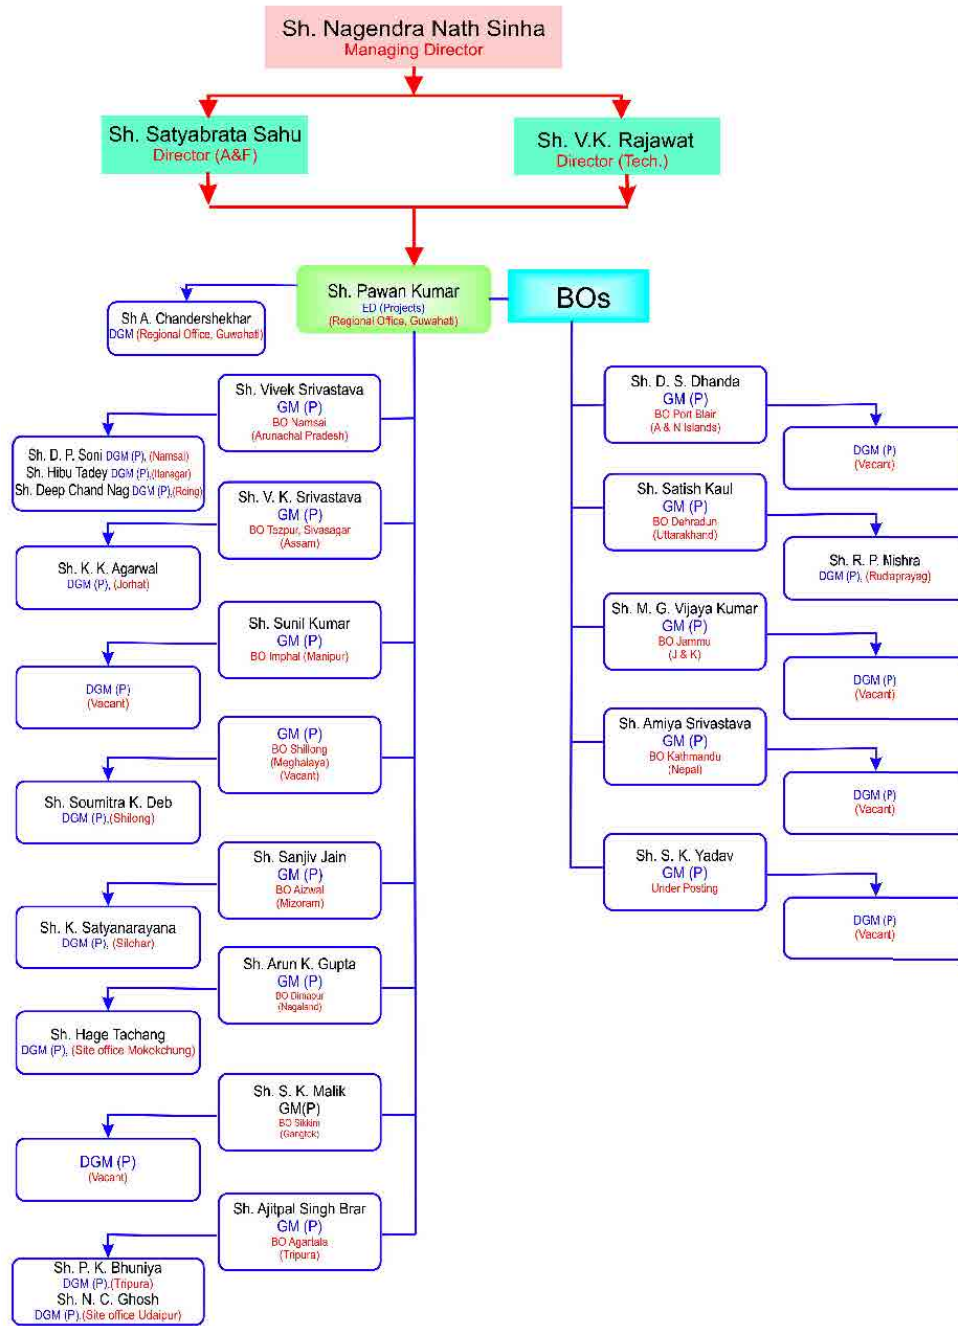 Sh. Nagendra Nath Sinha
Managing Director
Sh. Satyabrata Sahu
Director (A&F)
Sh. V.K. Rajawat
Director (Tech.)
Sh. Pawan Kumar
ED (Projects)
(Regional Office, Guwahati)
BOs
Sh A. Chandershekhar
DGM (Regional Office, Guwahati)
Sh. Vivek Srivastava
GM (P)
BO Namsai
(Arunachal Pradesh)
Sh. D. P. Soni DGM (P), (Namsai)
Sh. Hibu Tadey DGM (P),(Itanagar)
Sh. Deep Chand Nag DGM (P),(Roing)
Sh. V. K. Srivastava
GM (P)
BO Tezpur, Sivasagar
(Assam)
Sh. K. K. Agarwal
DGM (P), (Jorhat)
Sh. Sunil Kumar
GM (P)
BO Imphal (Manipur)
DGM (P)
(Vacant)
GM (P)
BO Shillong
(Meghalaya)
(Vacant)
Sh. Soumitra K. Deb
DGM (P),(Shilong)
Sh. Sanjiv Jain
GM (P)
BO Aizwal
(Mizoram)
Sh. K. Satyanarayana
DGM (P), (Silchar)
Sh. Arun K. Gupta
GM (P)
BO Dimapur
(Nagaland)
Sh. Hage Tachang
DGM (P), (Site office Mokokchung)
Sh. S. K. Malik
GM(P)
BO Sikkim
(Gangtok)
DGM (P)
(Vacant)
Sh. Ajitpal Singh Brar
GM (P)
BO Agartala
(Tripura)
Sh. P. K. Bhuniya
DGM (P),(Tripura)
Sh. N. C. Ghosh
DGM (P),(Site office Udaipur)
Sh. D. S. Dhanda
GM (P)
BO Port Blair
(A & N Islands)
DGM (P)
(Vacant)
Sh. Satish Kaul
GM (P)
BO Dehradun
(Uttarakhand)
Sh. R. P. Mishra
DGM (P), (Rudraprayag)
Sh. M. G. Vijaya Kumar
GM (P)
BO Jammu
(J & K)
DGM (P)
(Vacant)
Sh. Amiya Srivastava
GM (P)
BO Kathmandu
(Nepal)
DGM (P)
(Vacant)
Sh. S. K. Yadav
GM (P)
Under Posting
DGM (P)
(Vacant)